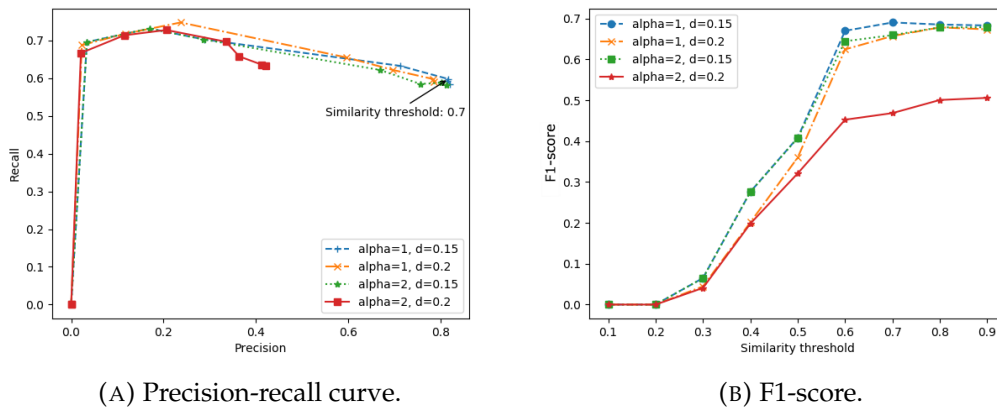 0.7
0.6
0.5
0.4
0.3
0.2
0.1
0.0
Recall
Similarity threshold: 0.7
alpha=1, d=0.15
alpha=1, d=0.2
alpha=2, d=0.15
alpha=2, d=0.2
0.0 0.2 0.4 0.6 0.8
Precision
(A) Precision-recall curve.
0.7
0.6
0.5
0.4
0.3
0.2
0.1
0.0
F1-score
alpha=1, d=0.15
alpha=1, d=0.2
alpha=2, d=0.15
alpha=2, d=0.2
0.1 0.2 0.3 0.4 0.5 0.6 0.7 0.8 0.9
Similarity threshold
(B) F1-score.